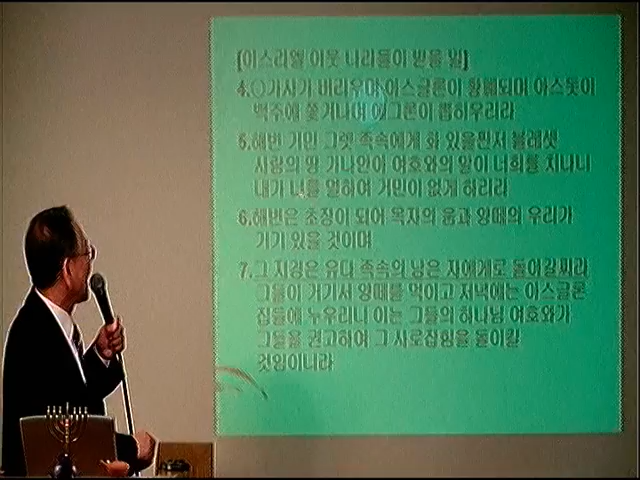 [이스라엘 이웃 나라들이 받을 벌]
4.○가사가 버리우며 아스글론이 황폐되며 아스돗이
백주에 쫓겨나며 에그론이 뽑히우리라
5.해변 거민 그렛 족속에게 화 있을찐저 블레셋
사람의 땅 가나안아 여호와의 말이 너희를 치나니
내가 너를 멸하여 거민이 없게 하리라
6.해변은 초장이 되어 목자의 움과 양떼의 우리가
거기 있을 것이며
7.그 지경은 유다 족속의 남은 자에게로 돌아갈찌라
그들이 거기서 양떼를 먹이고 저녁에는 아스글론
집들에 누우리니 이는 그들의 하나님 여호와가
그들을 권고하여 그 사로잡힘을 돌이킬
것임이니라